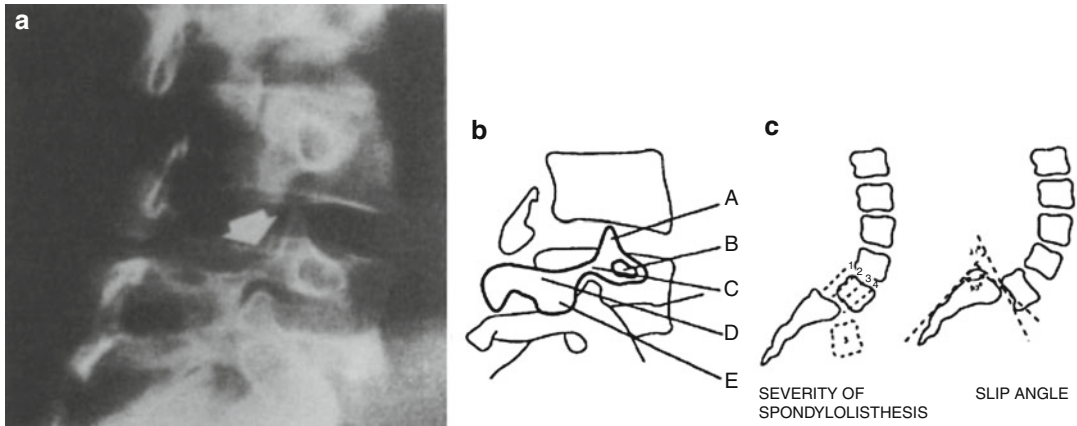 a
b
A
B
C
D
E
c
1 2 3 4
SEVERITY OF
SPONDYLOLISTHESIS
SLIP ANGLE